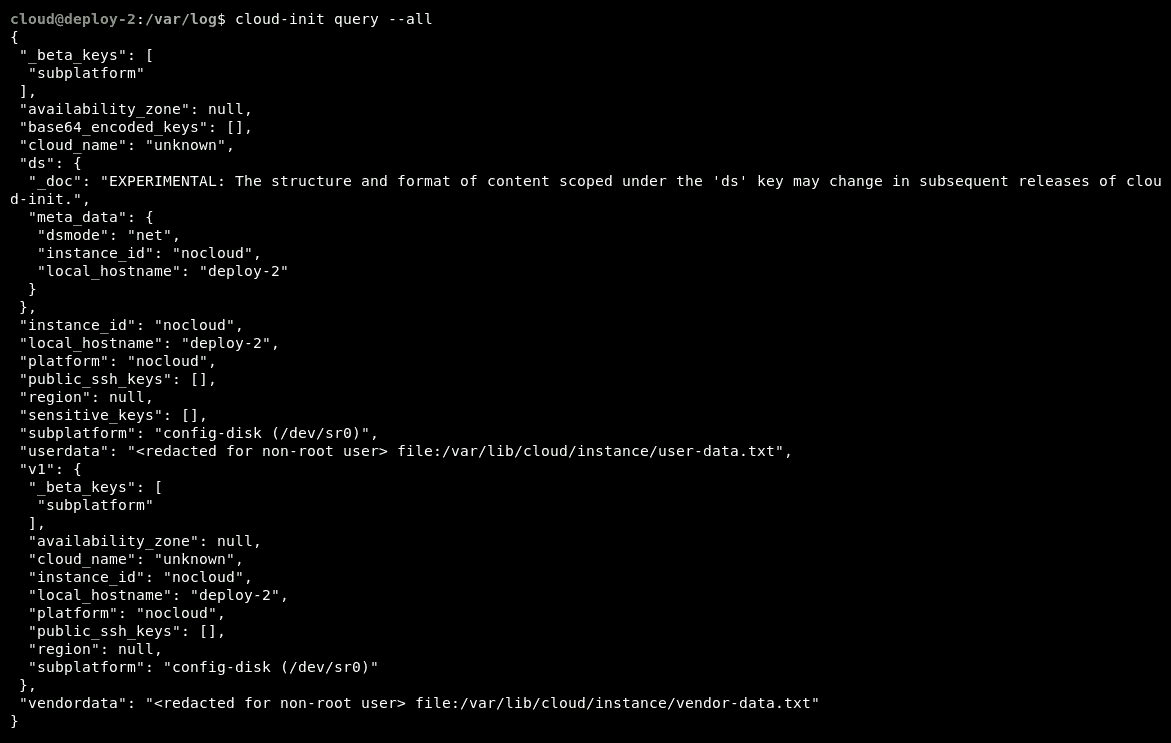 cloud@deploy-2:/var/log$ cloud-init query --all
{
 "_beta_keys": [
  "subplatform"
 ],
 "availability_zone": null,
 "base64_encoded_keys": [],
 "cloud_name": "unknown",
 "ds": {
  "_doc": "EXPERIMENTAL: The structure and format of content scoped under the 'ds' key may change in subsequent releases of clou
d-init.",
  "meta_data": {
   "dsmode": "net",
   "instance_id": "nocloud",
   "local_hostname": "deploy-2"
  }
 },
 "instance_id": "nocloud",
 "local_hostname": "deploy-2",
 "platform": "nocloud",
 "public_ssh_keys": [],
 "region": null,
 "sensitive_keys": [],
 "subplatform": "config-disk (/dev/sr0)",
 "userdata": "<redacted for non-root user> file:/var/lib/cloud/instance/user-data.txt",
 "v1": {
  "_beta_keys": [
   "subplatform"
  ],
  "availability_zone": null,
  "cloud_name": "unknown",
  "instance_id": "nocloud",
  "local_hostname": "deploy-2",
  "platform": "nocloud",
  "public_ssh_keys": [],
  "region": null,
  "subplatform": "config-disk (/dev/sr0)"
 },
 "vendordata": "<redacted for non-root user> file:/var/lib/cloud/instance/vendor-data.txt"
}